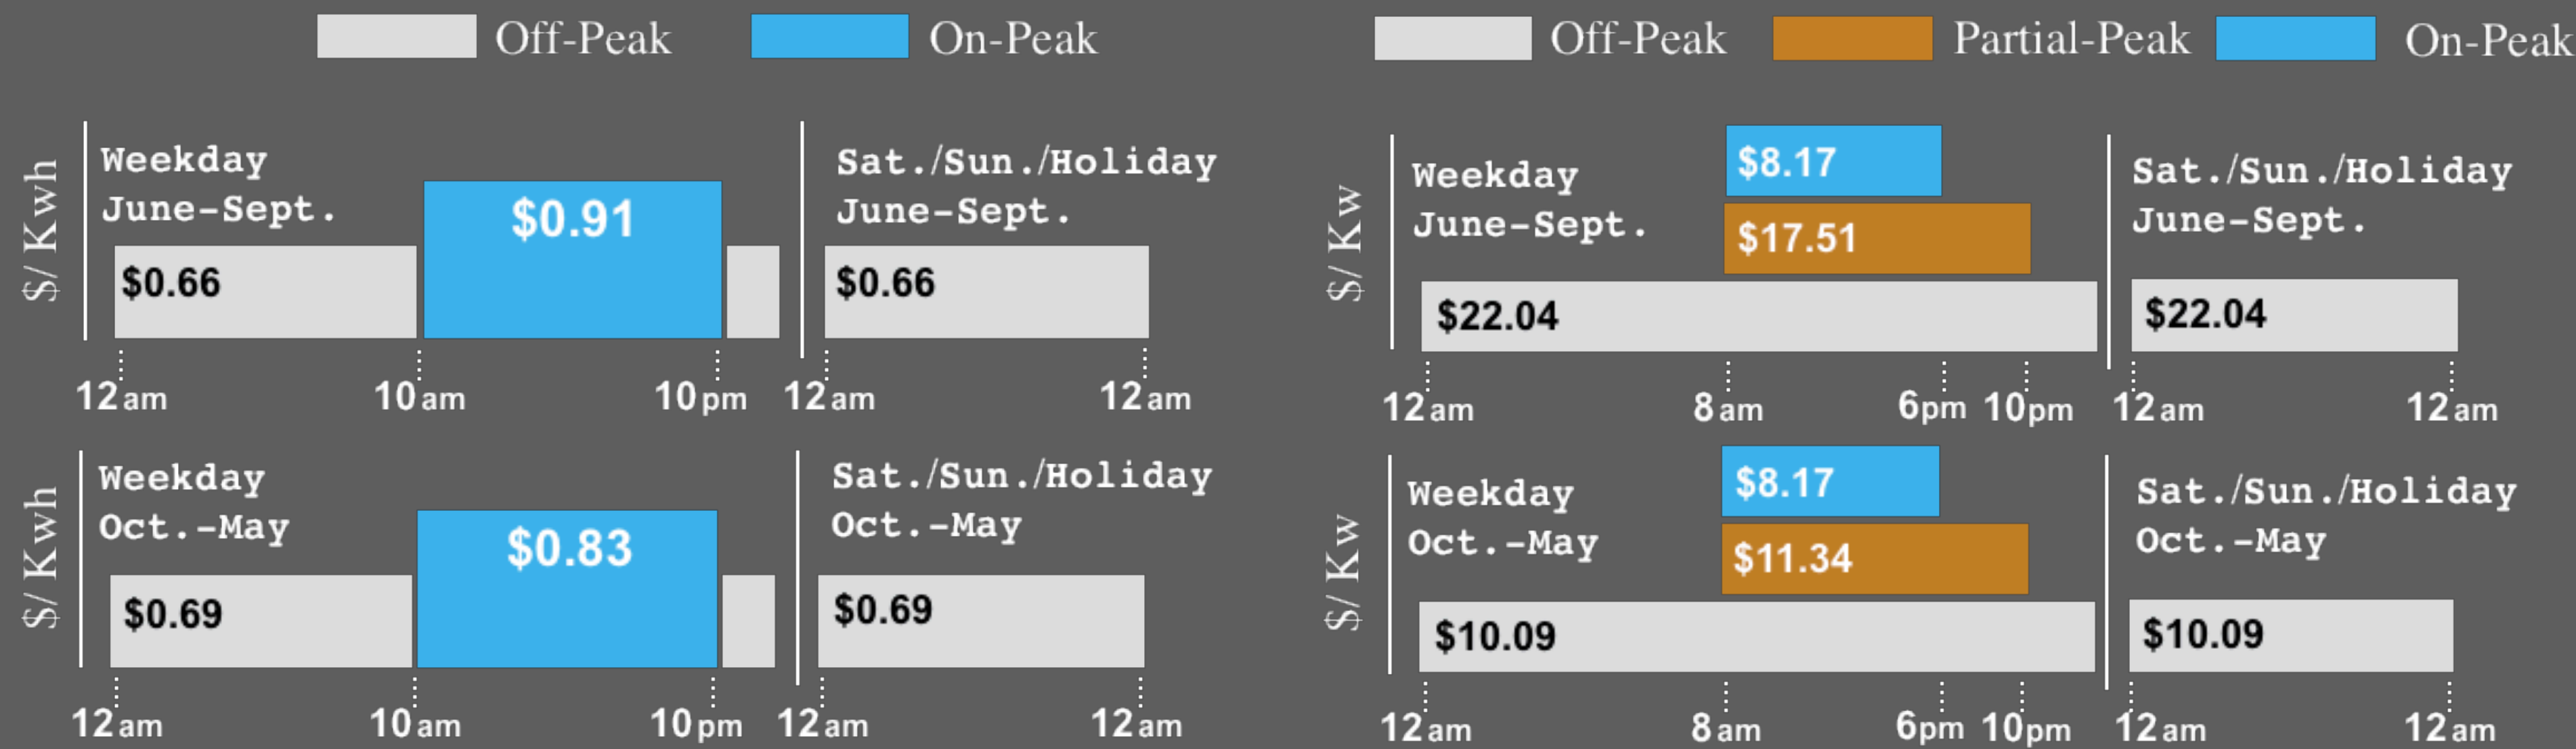 Off-Peak On-Peak
$/ Kwh
Weekday
June-Sept.
$0.66
$0.91
12am 10am 10pm
Sat./Sun./Holiday
June-Sept.
$0.66
12am 12am
$/ Kwh
Weekday
Oct.-May
$0.69
$0.83
12am 10am 10pm
Sat./Sun./Holiday
Oct.-May
$0.69
12am 12am
Off-Peak Partial-Peak On-Peak
$/ Kw
Weekday
June-Sept.
$8.17
$17.51
$22.04
12am 8am 6pm 10pm
Sat./Sun./Holiday
June-Sept.
$22.04
12am 12am
$/ Kw
Weekday
Oct.-May
$8.17
$11.34
$10.09
12am 8am 6pm 10pm
Sat./Sun./Holiday
Oct.-May
$10.09
12am 12am